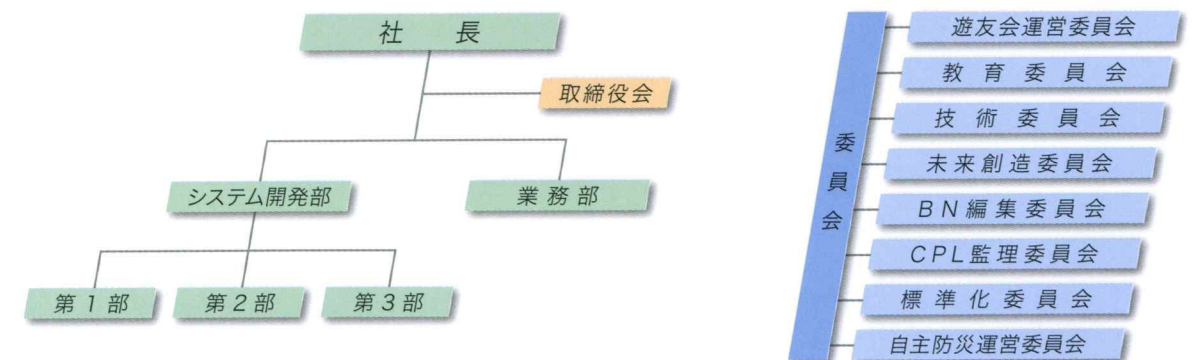 社長
取締役会
システム開発部
業務部
第1部
第2部
第3部
委員会
遊友会運営委員会
教育委員会
技術委員会
未来創造委員会
BN編集委員会
CPL監理委員会
標準化委員会
自主防災運営委員会